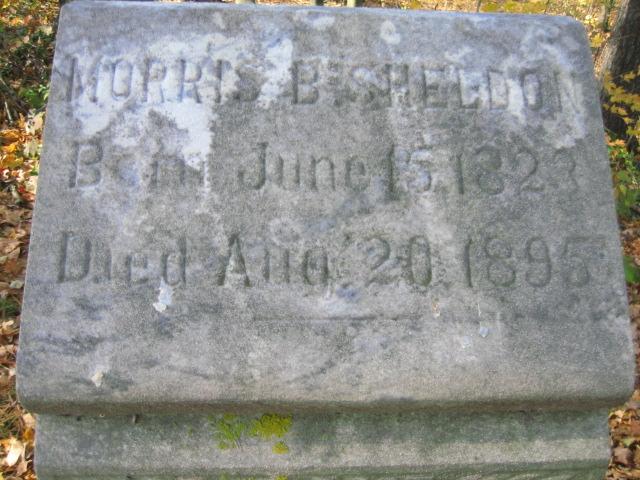 MORRIS B. SHELDON
Born June 15, 1823
Died Aug. 20, 1895